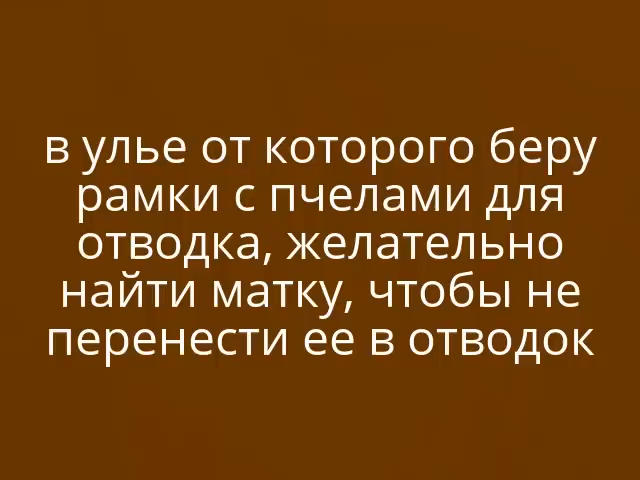 в улье от которого беру
рамки с пчелами для
отводка, желательно
найти матку, чтобы не
перенести ее в отводок